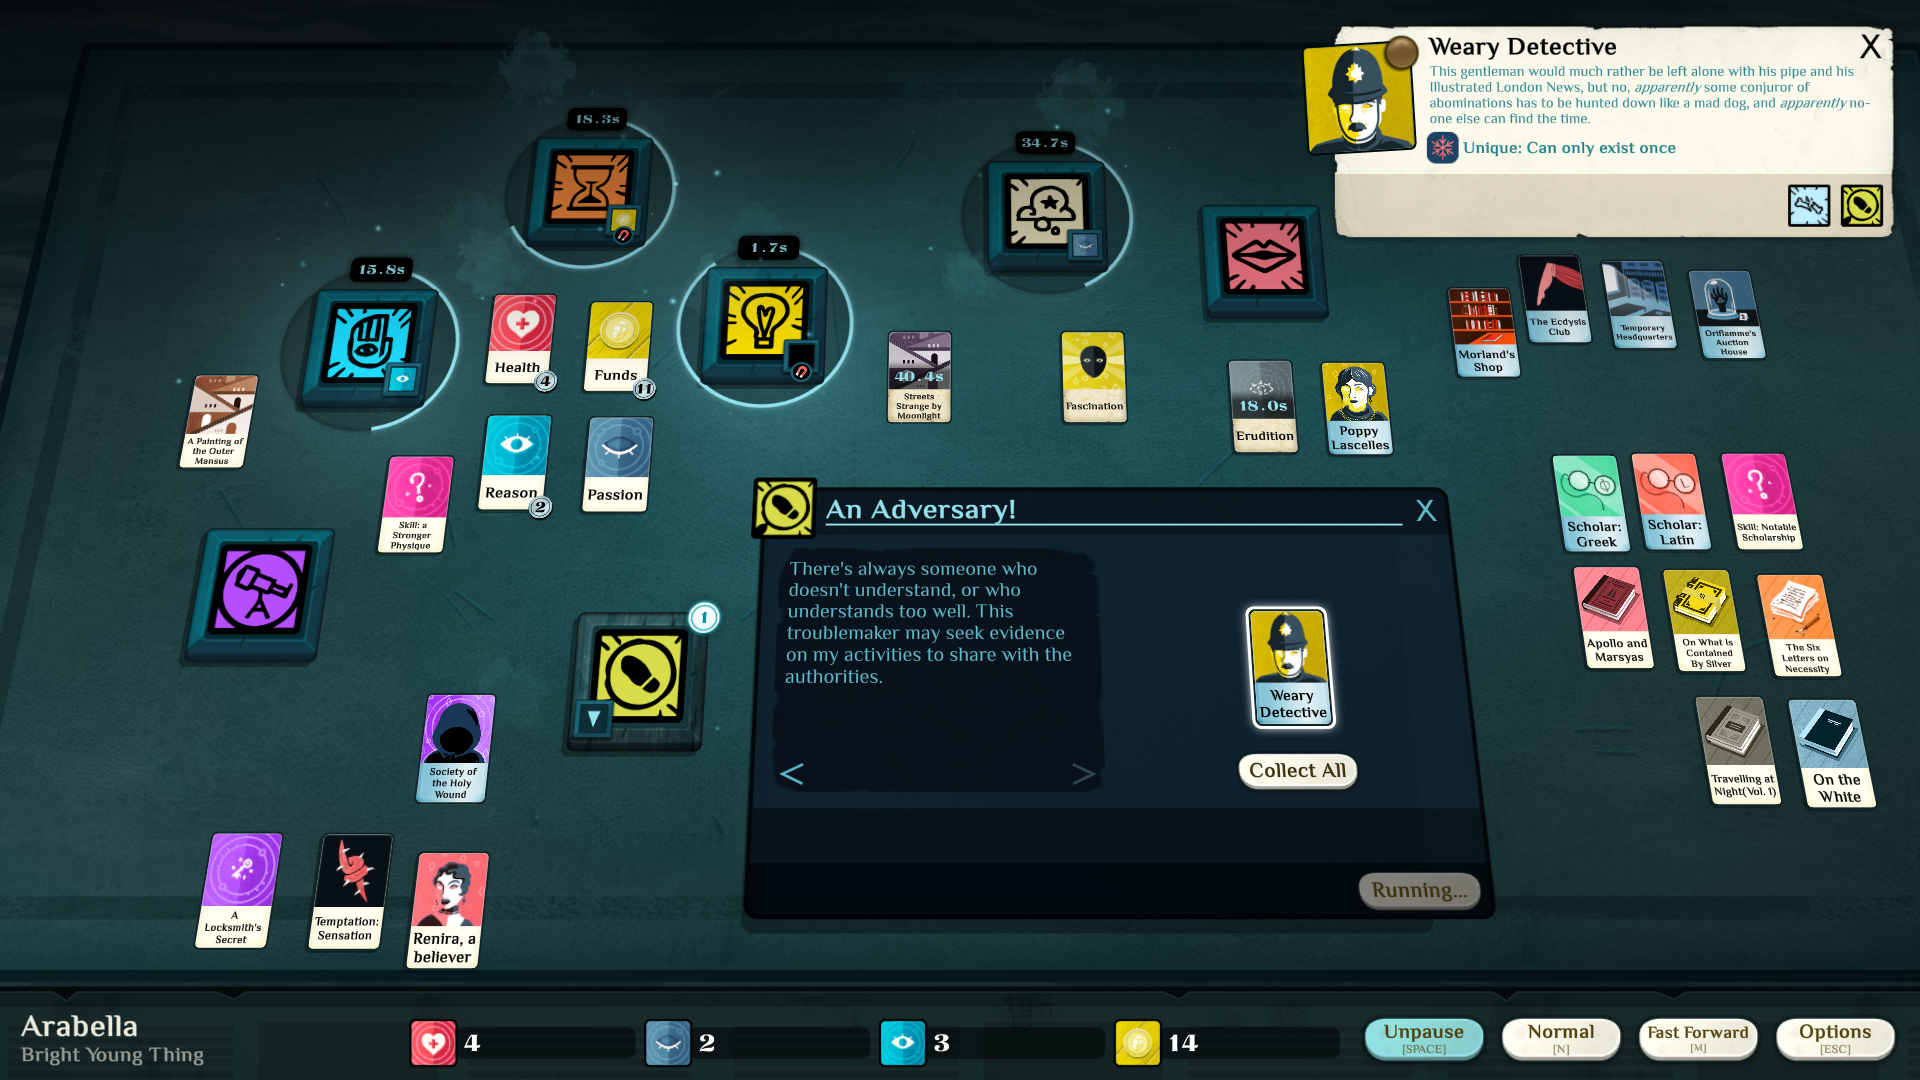 Weary Detective
X
This gentleman would much rather be left alone with his pipe and his
Illustrated London News, but no, apparently some conjuror of
abominations has to be hunted down like a mad dog, and apparently no-
one else can find the time.
Unique: Can only exist once
18.3s
34.7s
1.7s
15.8s
Health
4
Funds
11
40.4s
Streets
Strange by
Moonlight
Fascination
18.0s
Erudition
Poppy
Lascelles
Morland's
Shop
The Ecdysis
Club
Temporary
Headquarters
Oriflamme's
Auction
House
A Painting of
the Outer
Mansus
Skill: a
Stronger
Physique
Reason
2
Passion
An Adversary!
X
There's always someone who
doesn't understand, or who
understands too well. This
troublemaker may seek evidence
on my activities to share with the
authorities.
<
>
Weary
Detective
Collect All
Running...
1
Scholar:
Greek
Scholar:
Latin
Skill: Notable
Scholarship
Apollo and
Marsyas
On What Is
Contained
By Silver
The Six
Letters on
Necessity
Travelling at
Night(Vol. 1)
On the
White
Society of
the Holy
Wound
A
Locksmith's
Secret
Temptation:
Sensation
Renira, a
believer
Arabella
Bright Young Thing
4
2
3
14
Unpause
[SPACE]
Normal
[N]
Fast Forward
[M]
Options
[ESC]